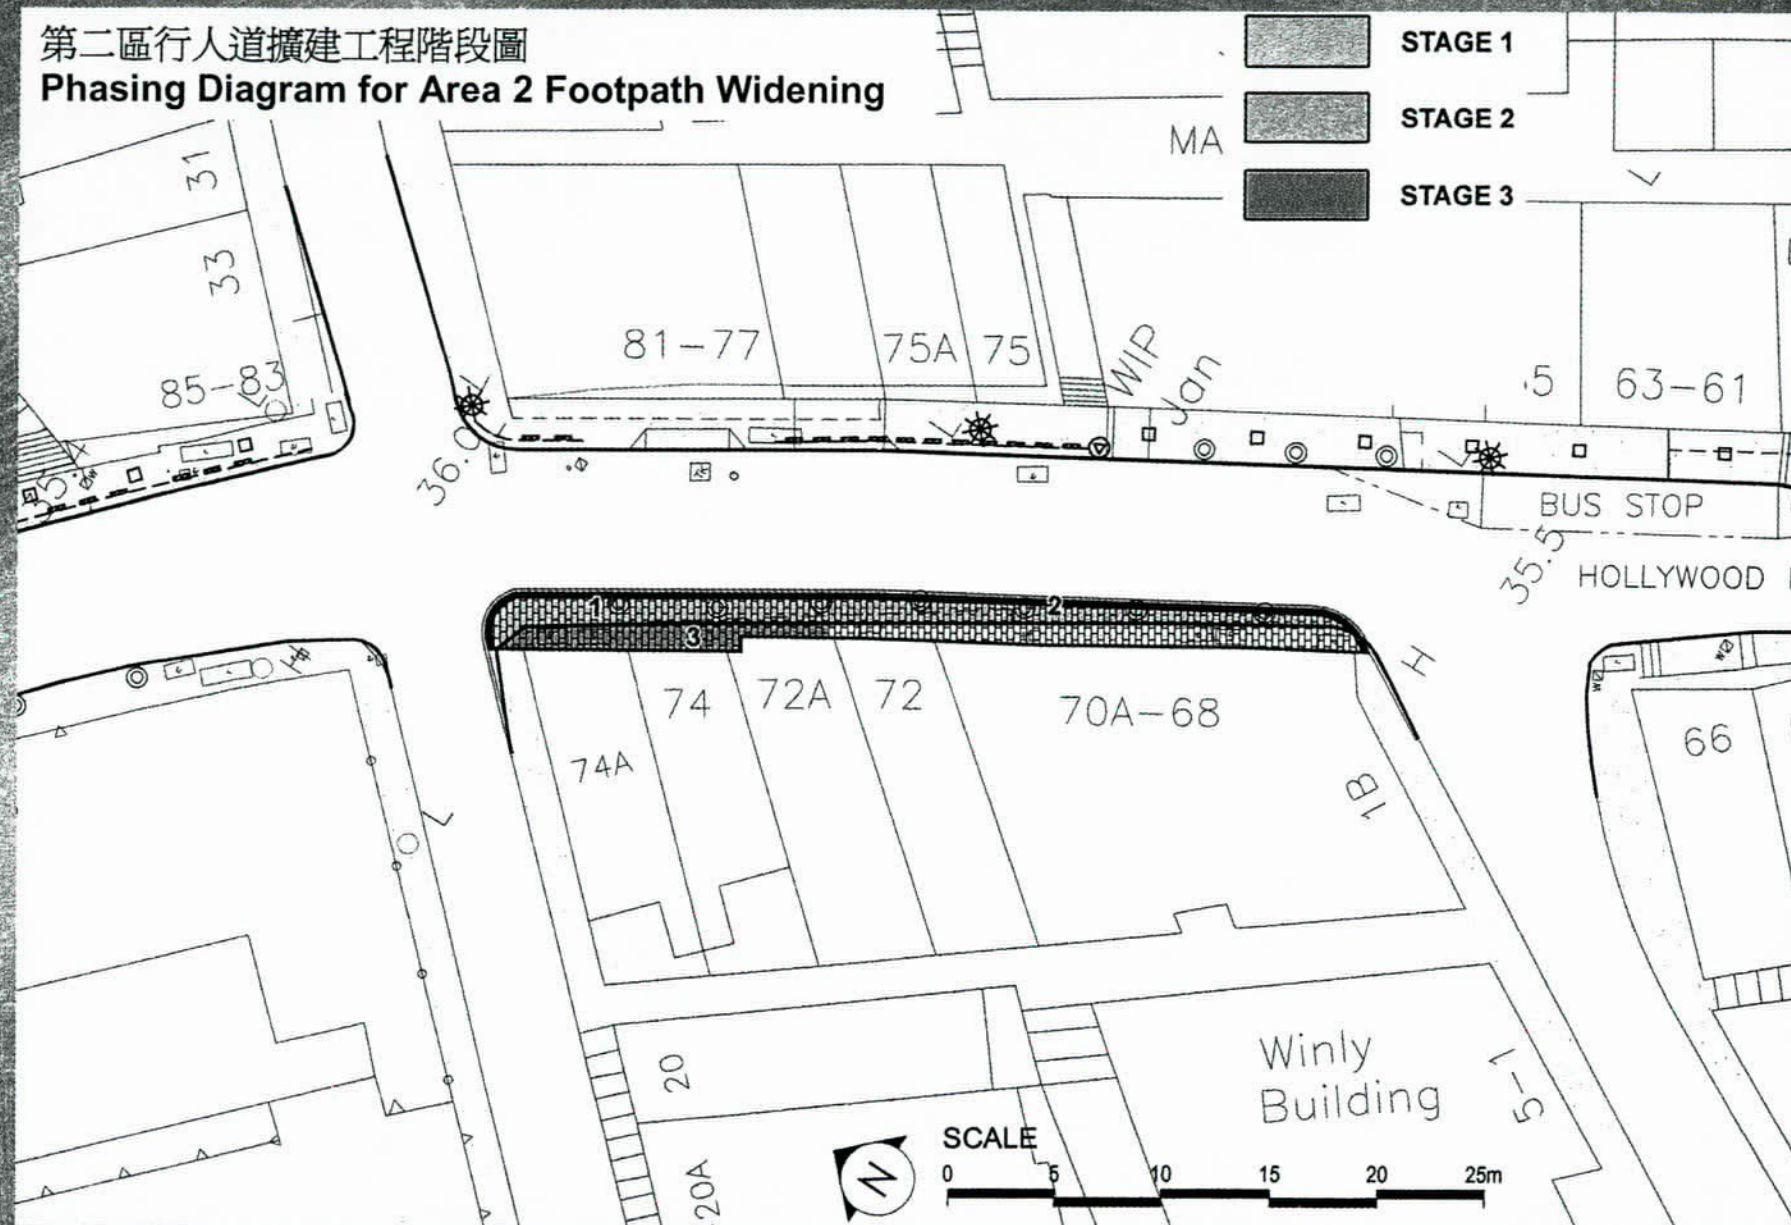 第二區行人道擴建工程階段圖
Phasing Diagram for Area 2 Footpath Widening
STAGE 1
STAGE 2
STAGE 3
MA
31
33
85-83
81-77
75A
75
WIP
Jan
.5
63-61
36.0
35.5
BUS STOP
HOLLYWOOD
1
2
3
H
74A
74
72A
72
70A-68
1B
66
20
20A
Winly
Building
5-1
N
SCALE
0 5 10 15 20 25m